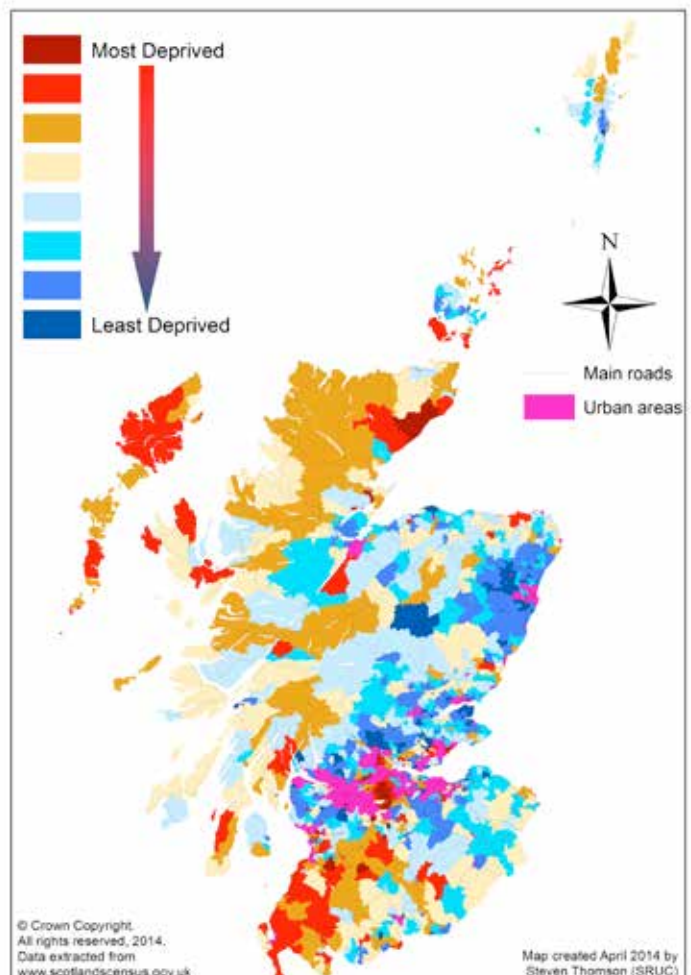 Most Deprived
Least Deprived
N
Main roads
Urban areas
© Crown Copyright.
All rights reserved, 2014.
Data extracted from
www.scotlandscensus.gov.uk
Map created April 2014 by
Steven Thomson (SRUC)